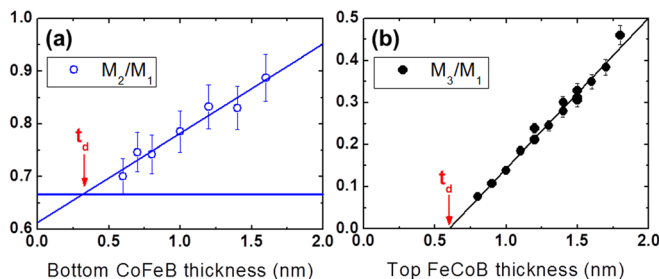 (a)
M2/M1
td
1.0
0.9
0.8
0.7
0.6
0.0 0.5 1.0 1.5 2.0
Bottom CoFeB thickness (nm)
(b)
M3/M1
td
0.5
0.4
0.3
0.2
0.1
0.0
0.0 0.5 1.0 1.5 2.0
Top FeCoB thickness (nm)